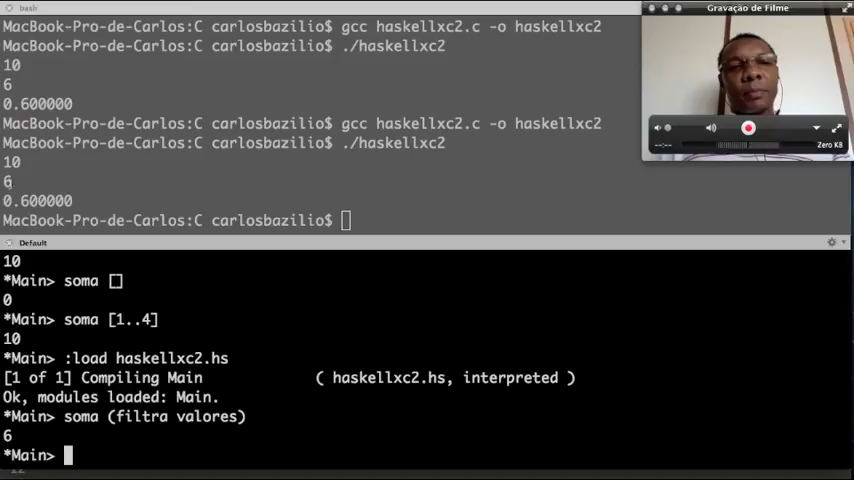 bash
MacBook-Pro-de-Carlos:C carlosbazilio$ gcc haskellxc2.c -o haskellxc2
MacBook-Pro-de-Carlos:C carlosbazilio$ ./haskellxc2
10
6
0.600000
MacBook-Pro-de-Carlos:C carlosbazilio$ gcc haskellxc2.c -o haskellxc2
MacBook-Pro-de-Carlos:C carlosbazilio$ ./haskellxc2
10
6
0.600000
MacBook-Pro-de-Carlos:C carlosbazilio$
Gravação de Filme
--:--
Zero KB
Default
10
*Main> soma []
0
*Main> soma [1..4]
10
*Main> :load haskellxc2.hs
[1 of 1] Compiling Main ( haskellxc2.hs, interpreted )
Ok, modules loaded: Main.
*Main> soma (filtra valores)
6
*Main>
12